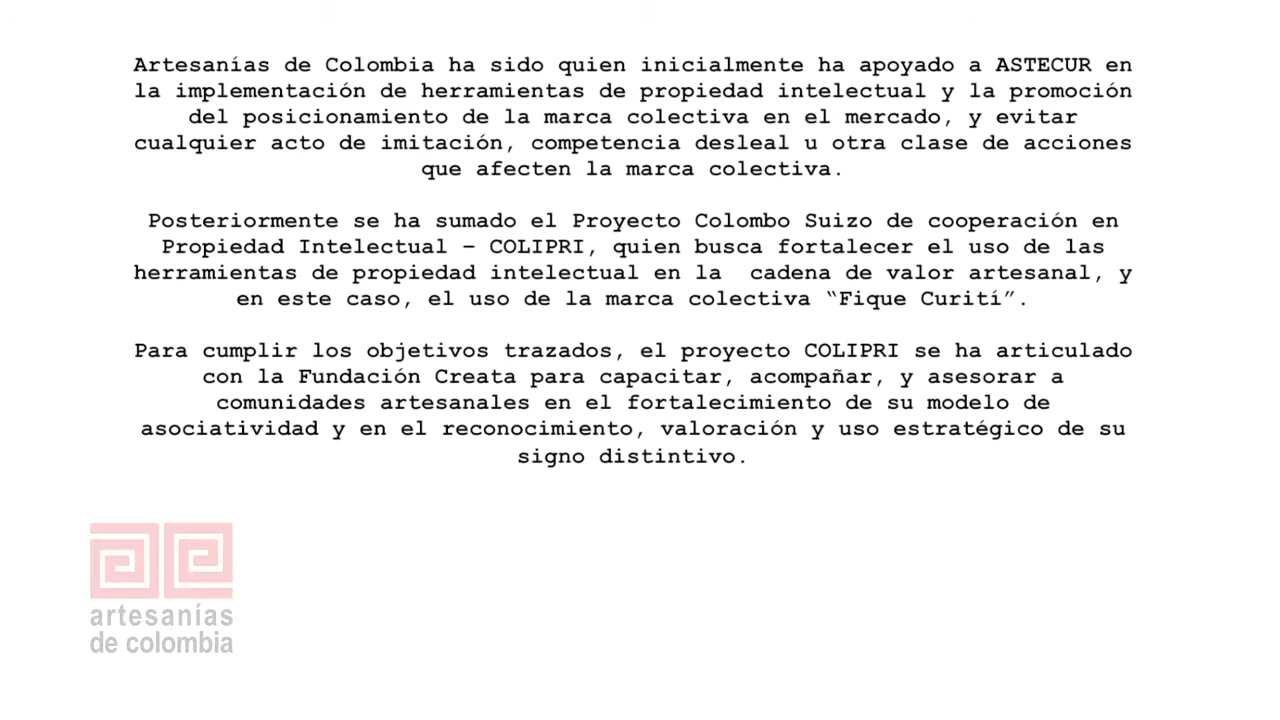 Artesanías de Colombia ha sido quien inicialmente ha apoyado a ASTECUR en
la implementación de herramientas de propiedad intelectual y la promoción
del posicionamiento de la marca colectiva en el mercado, y evitar
cualquier acto de imitación, competencia desleal u otra clase de acciones
que afecten la marca colectiva.
Posteriormente se ha sumado el Proyecto Colombo Suizo de cooperación en
Propiedad Intelectual – COLIPRI, quien busca fortalecer el uso de las
herramientas de propiedad intelectual en la  cadena de valor artesanal, y
en este caso, el uso de la marca colectiva “Fique Curití”.
Para cumplir los objetivos trazados, el proyecto COLIPRI se ha articulado
con la Fundación Creata para capacitar, acompañar, y asesorar a
comunidades artesanales en el fortalecimiento de su modelo de
asociatividad y en el reconocimiento, valoración y uso estratégico de su
signo distintivo.
artesanías
de colombia